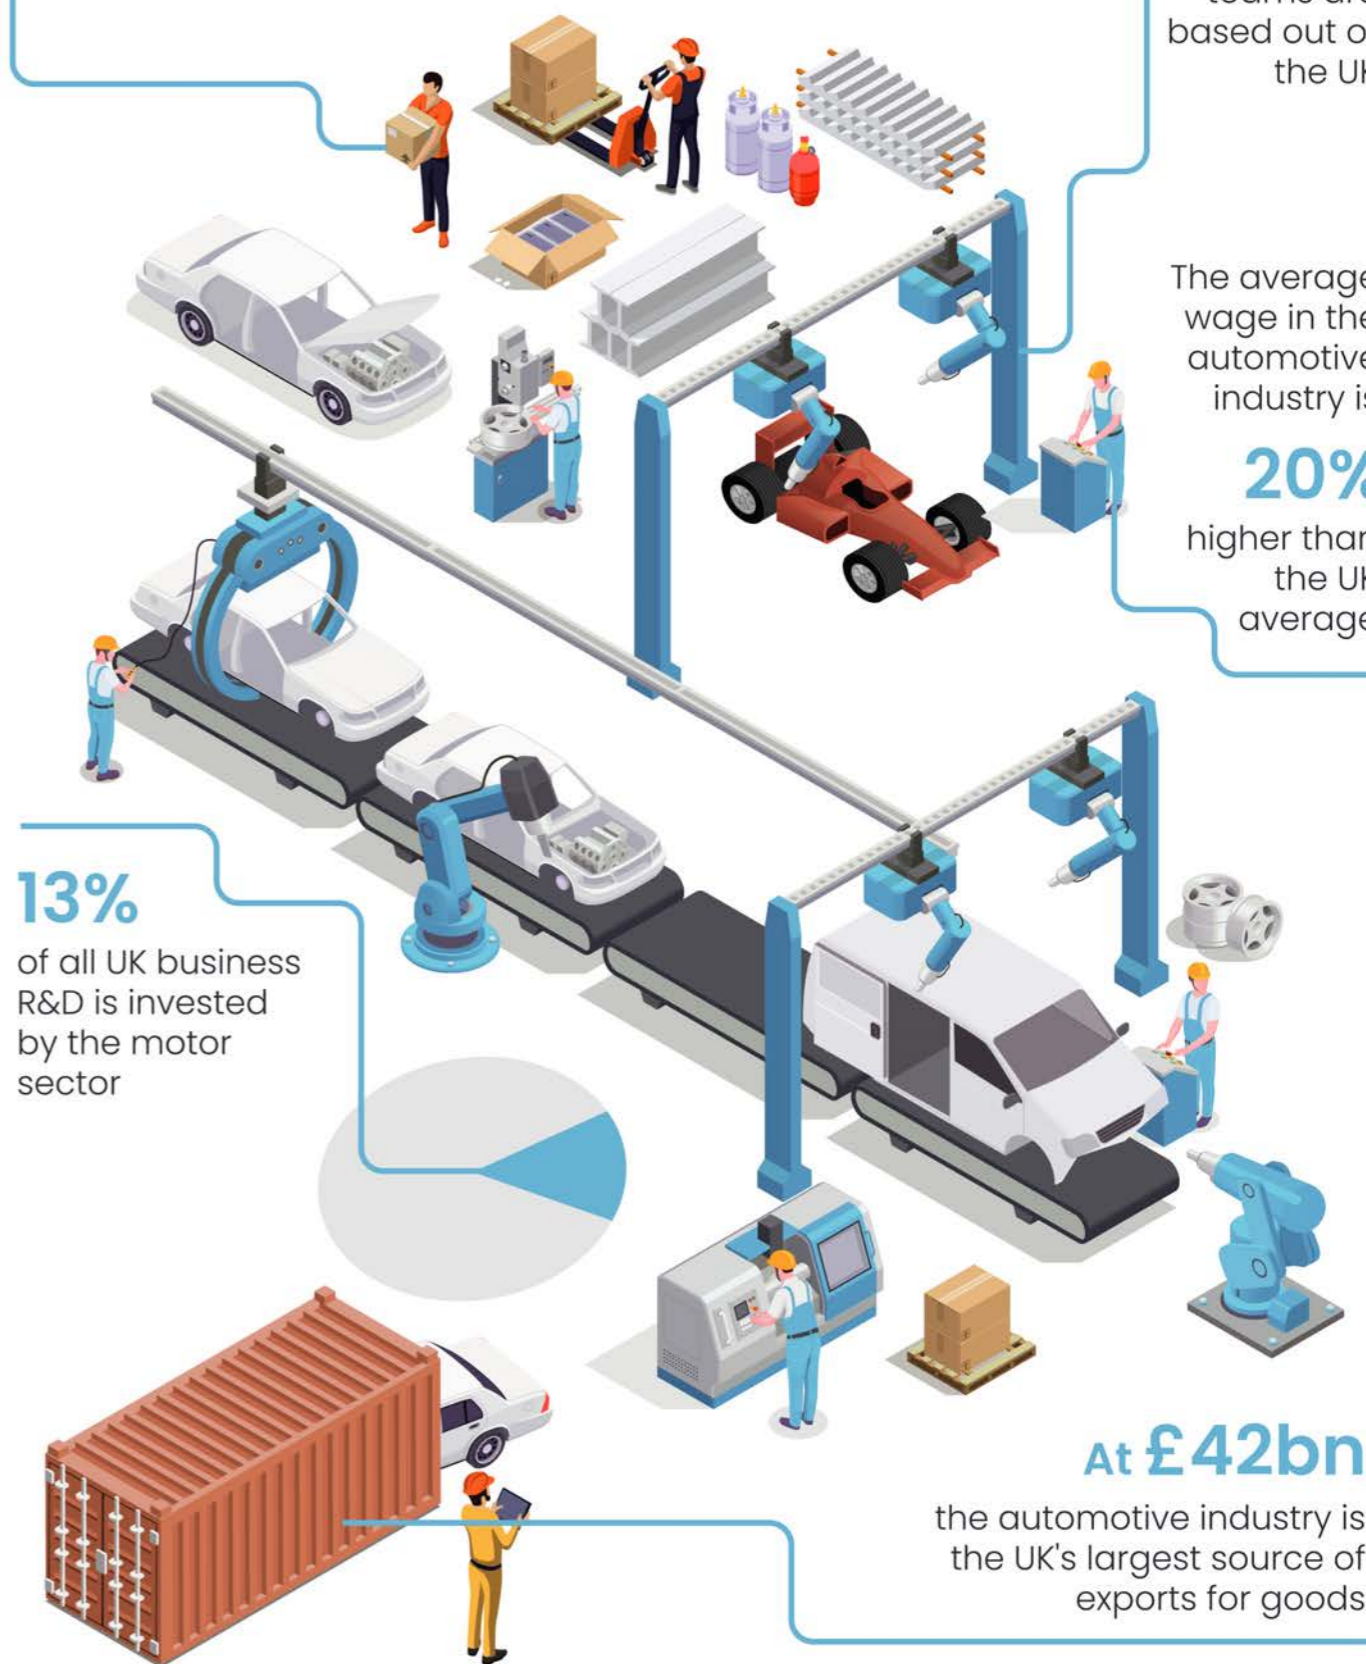 based out o
the UK
The average
wage in the
automotive
industry is
20%
higher than
the UK
average
13%
of all UK business
R&D is invested
by the motor
sector
At £42bn
the automotive industry is
the UK's largest source of
exports for goods